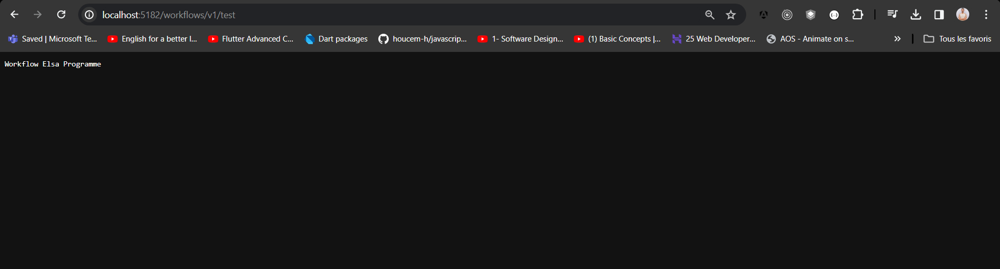 localhost:5182/workflows/v1/test
Saved | Microsoft Te... English for a better I... Flutter Advanced C... Dart packages houcem-h/javascrip... 1- Software Design... (1) Basic Concepts |... 25 Web Developer... AOS - Animate on s... » Tous les favoris
Workflow Elsa Programme